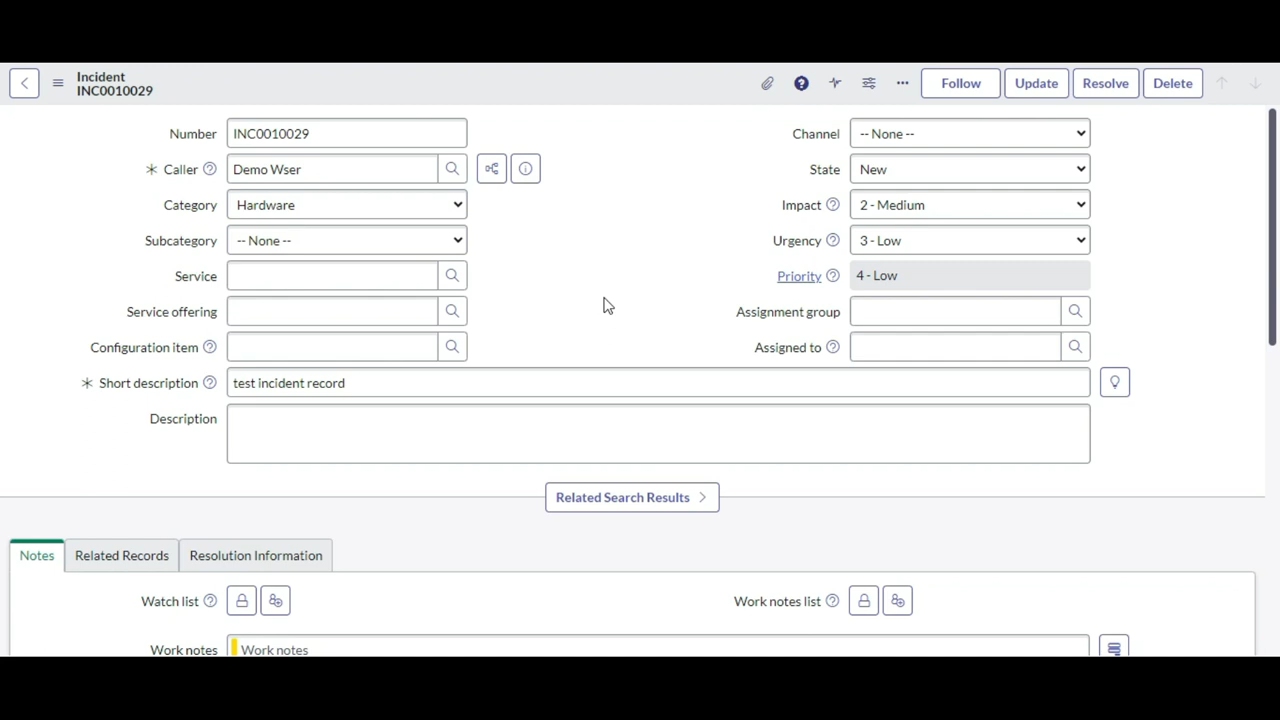 Incident
INC0010029
Follow
Update
Resolve
Delete
Number
INC0010029
Channel
-- None --
Caller
Demo Wser
State
New
Category
Hardware
Impact
2 - Medium
Subcategory
-- None --
Urgency
3 - Low
Service
Priority
4 - Low
Service offering
Assignment group
Configuration item
Assigned to
Short description
test incident record
Description
Related Search Results
Notes
Related Records
Resolution Information
Watch list
Work notes list
Work notes
Work notes